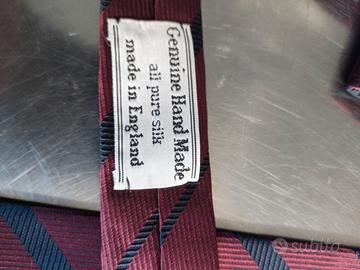 Genuine Hand Made
all pure silk
made in England
subito